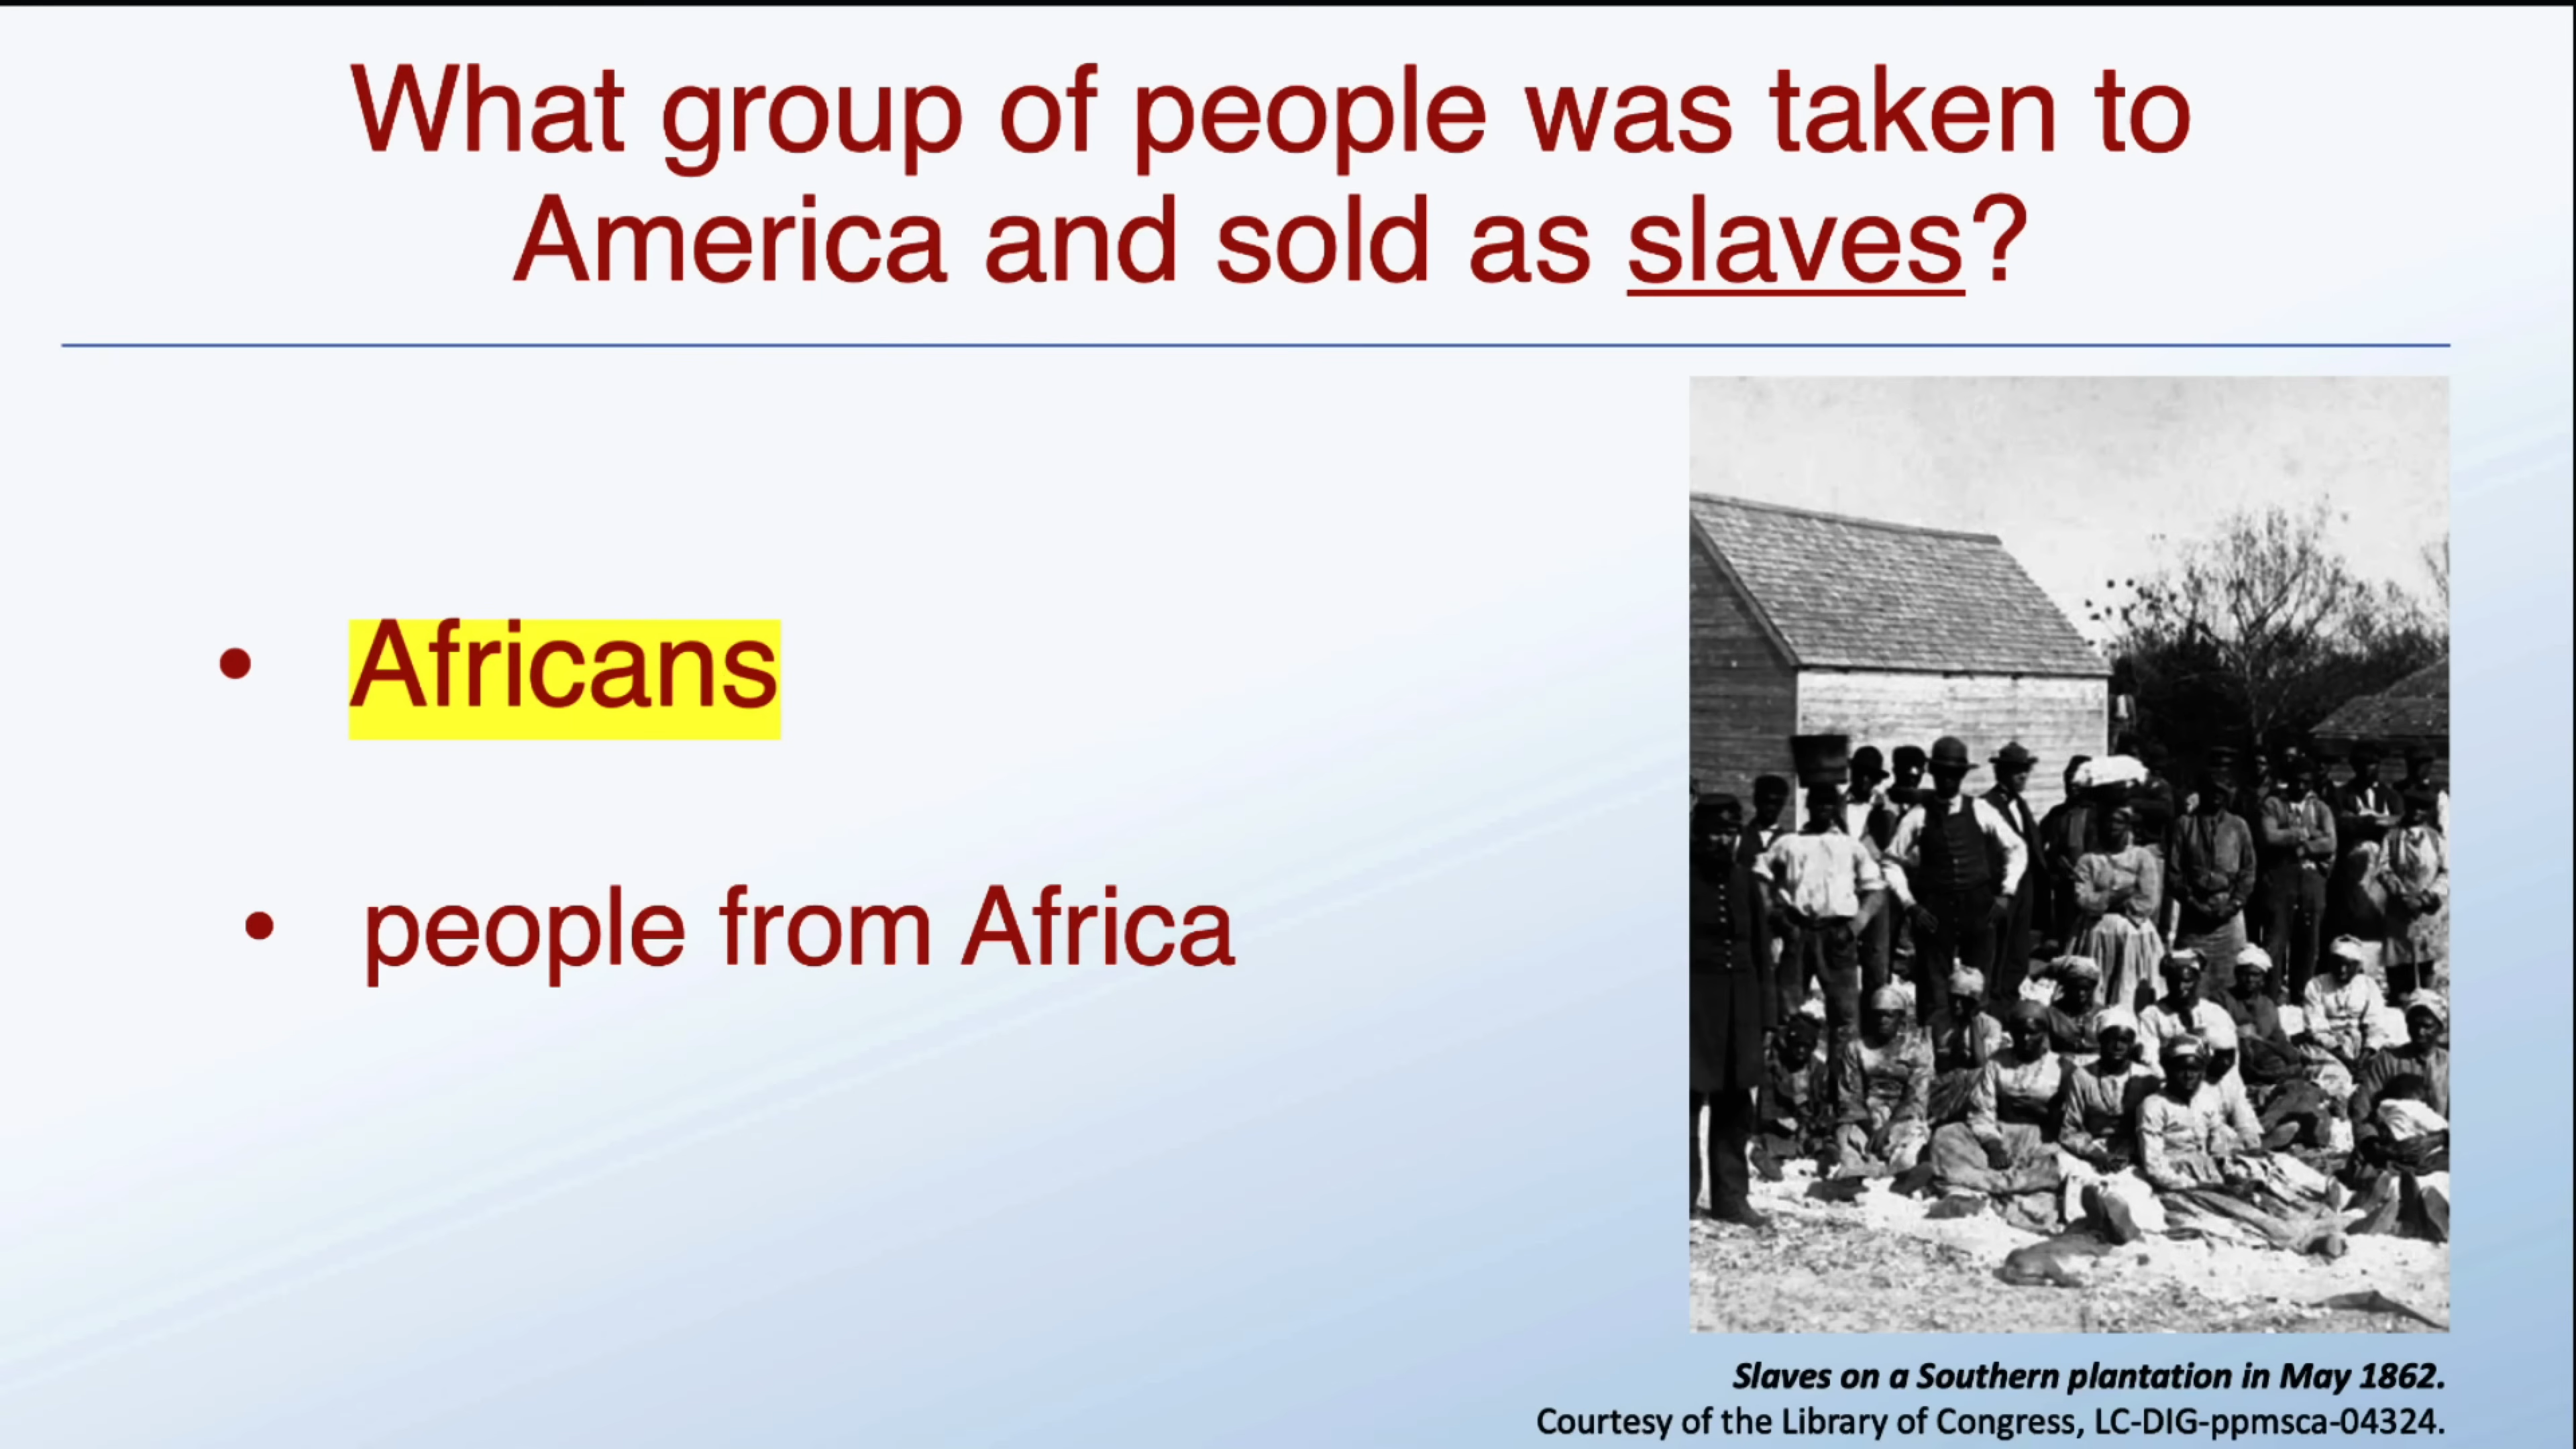 What group of people was taken to
America and sold as slaves?
• Africans
• people from Africa
Slaves on a Southern plantation in May 1862.
Courtesy of the Library of Congress, LC-DIG-ppmsca-04324.